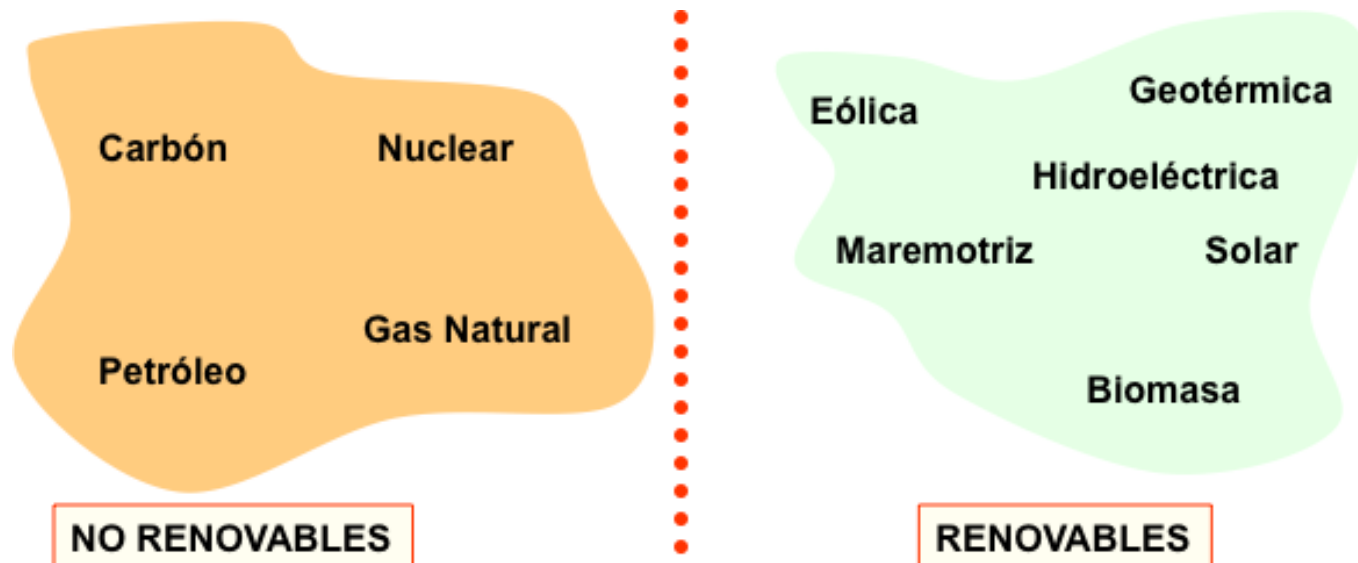 Carbón
Nuclear
Gas Natural
Petróleo
NO RENOVABLES
Eólica
Geotérmica
Hidroeléctrica
Maremotriz
Solar
Biomasa
RENOVABLES